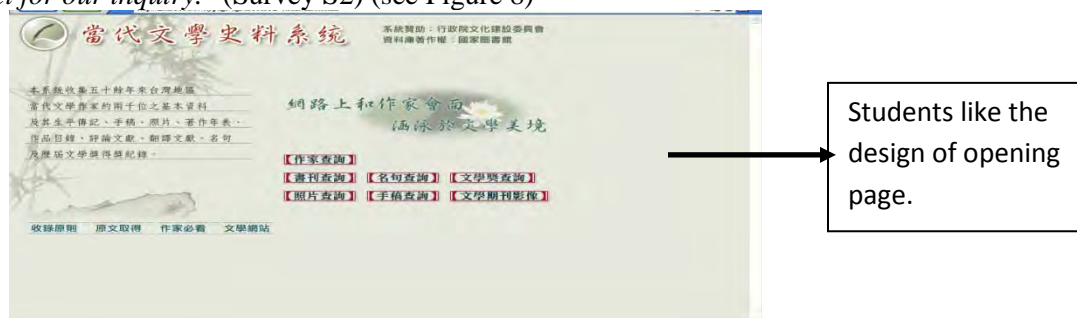 for our inquiry." (Survey S2) (see Figure 8)
當代文學史料系統
系統贊助：行政院文化建設委員會
資料庫著作權：國家圖書館
本系統收集五十餘年來台灣地區
當代文學作家約兩千位之基本資料
及其生平傳記、手稿、照片、著作年表、
作品目錄、評論文獻、翻譯文獻、名句
及歷屆文學獎得獎紀錄。
網路上和作家會面
涵泳於文學美境
【作家查詢】
【書刊查詢】 【名句查詢】 【文學獎查詢】
【照片查詢】 【手稿查詢】 【文學期刊影像】
收錄原則 原文取得 作家必看 文學網站
Students like the
design of opening
page.